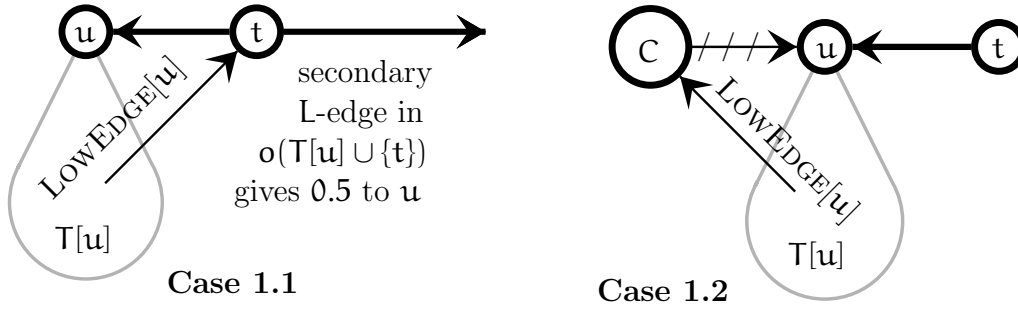 u
t
LOWEDGE[u]
secondary
L-edge in
o(T[u] ∪ {t})
gives 0.5 to u
T[u]
Case 1.1
C
u
t
LOWEDGE[u]
T[u]
Case 1.2